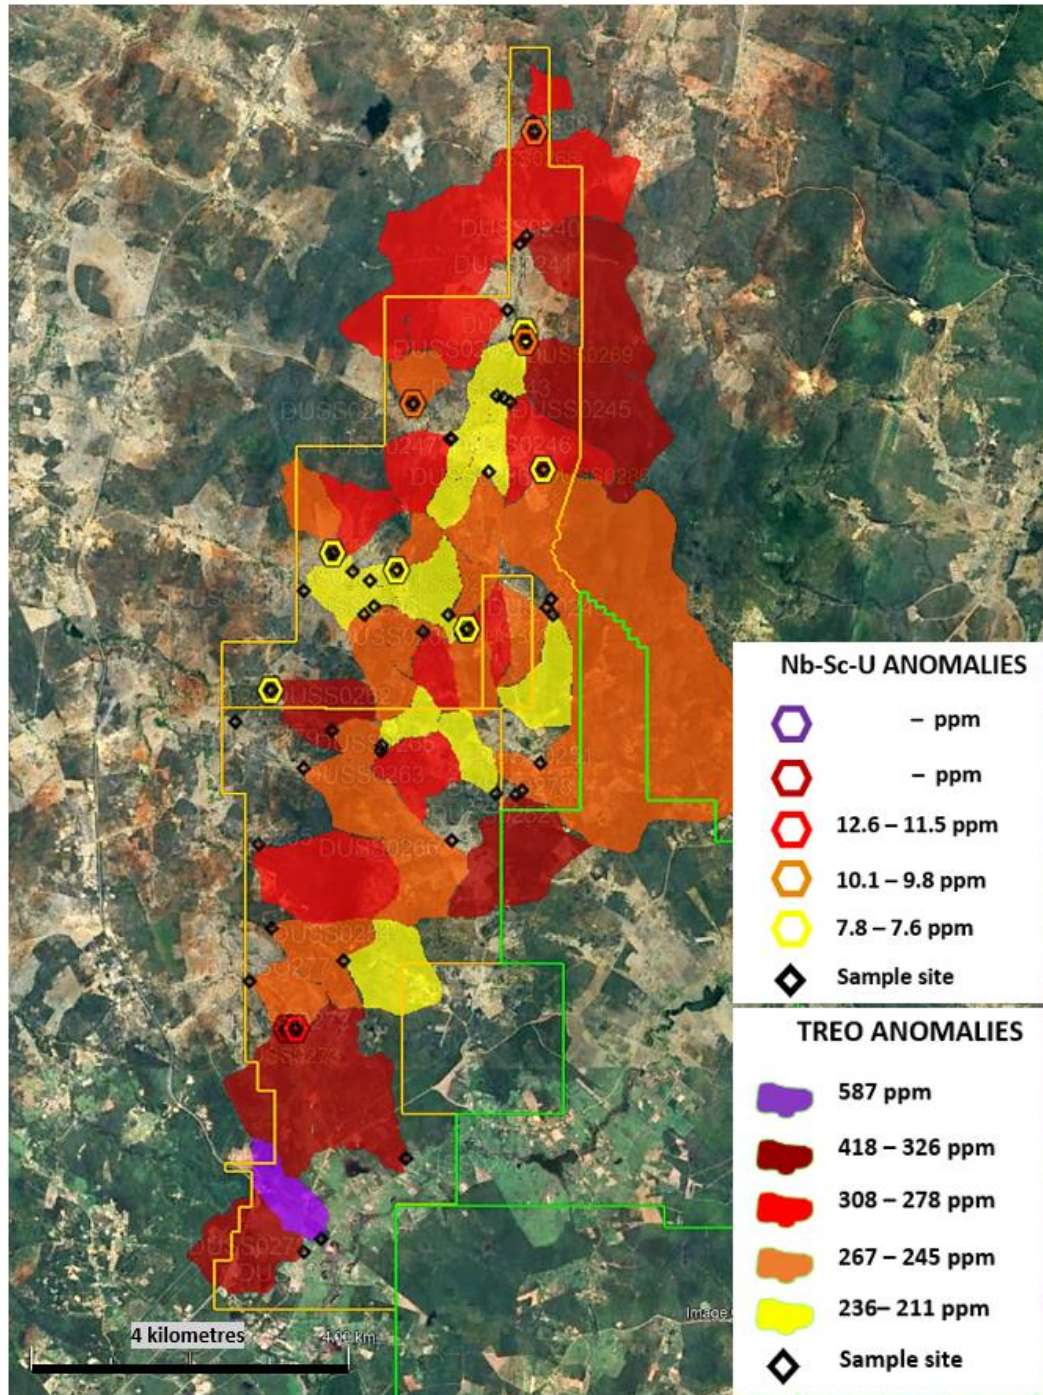 DUSS0240
DUSS0269
DUSS0245
DUSS0263
DUSS0266
Nb-Sc-U ANOMALIES
– ppm
– ppm
12.6 – 11.5 ppm
10.1 – 9.8 ppm
7.8 – 7.6 ppm
Sample site
TREO ANOMALIES
587 ppm
418 – 326 ppm
308 – 278 ppm
267 – 245 ppm
236– 211 ppm
Sample site
Image
4 kilometres
4.00 km